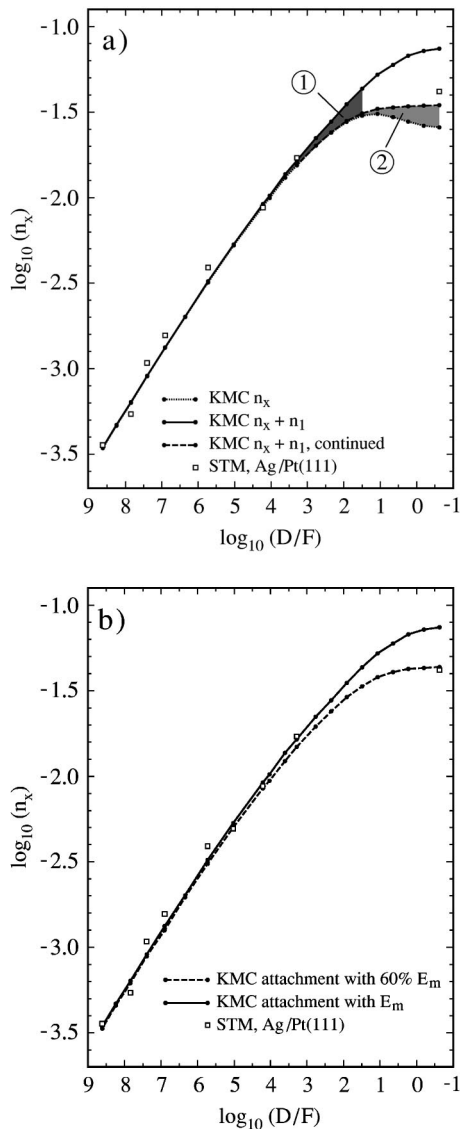 a)
-1.0
-1.5
-2.0
-2.5
-3.0
-3.5
log₁₀ (nₓ)
①
②
KMC nₓ
KMC nₓ + n₁
KMC nₓ + n₁, continued
STM, Ag/Pt(111)
9 8 7 6 5 4 3 2 1 0 -1
log₁₀ (D/F)
b)
-1.0
-1.5
-2.0
-2.5
-3.0
-3.5
log₁₀ (nₓ)
KMC attachment with 60% Eₘ
KMC attachment with Eₘ
STM, Ag/Pt(111)
9 8 7 6 5 4 3 2 1 0 -1
log₁₀ (D/F)